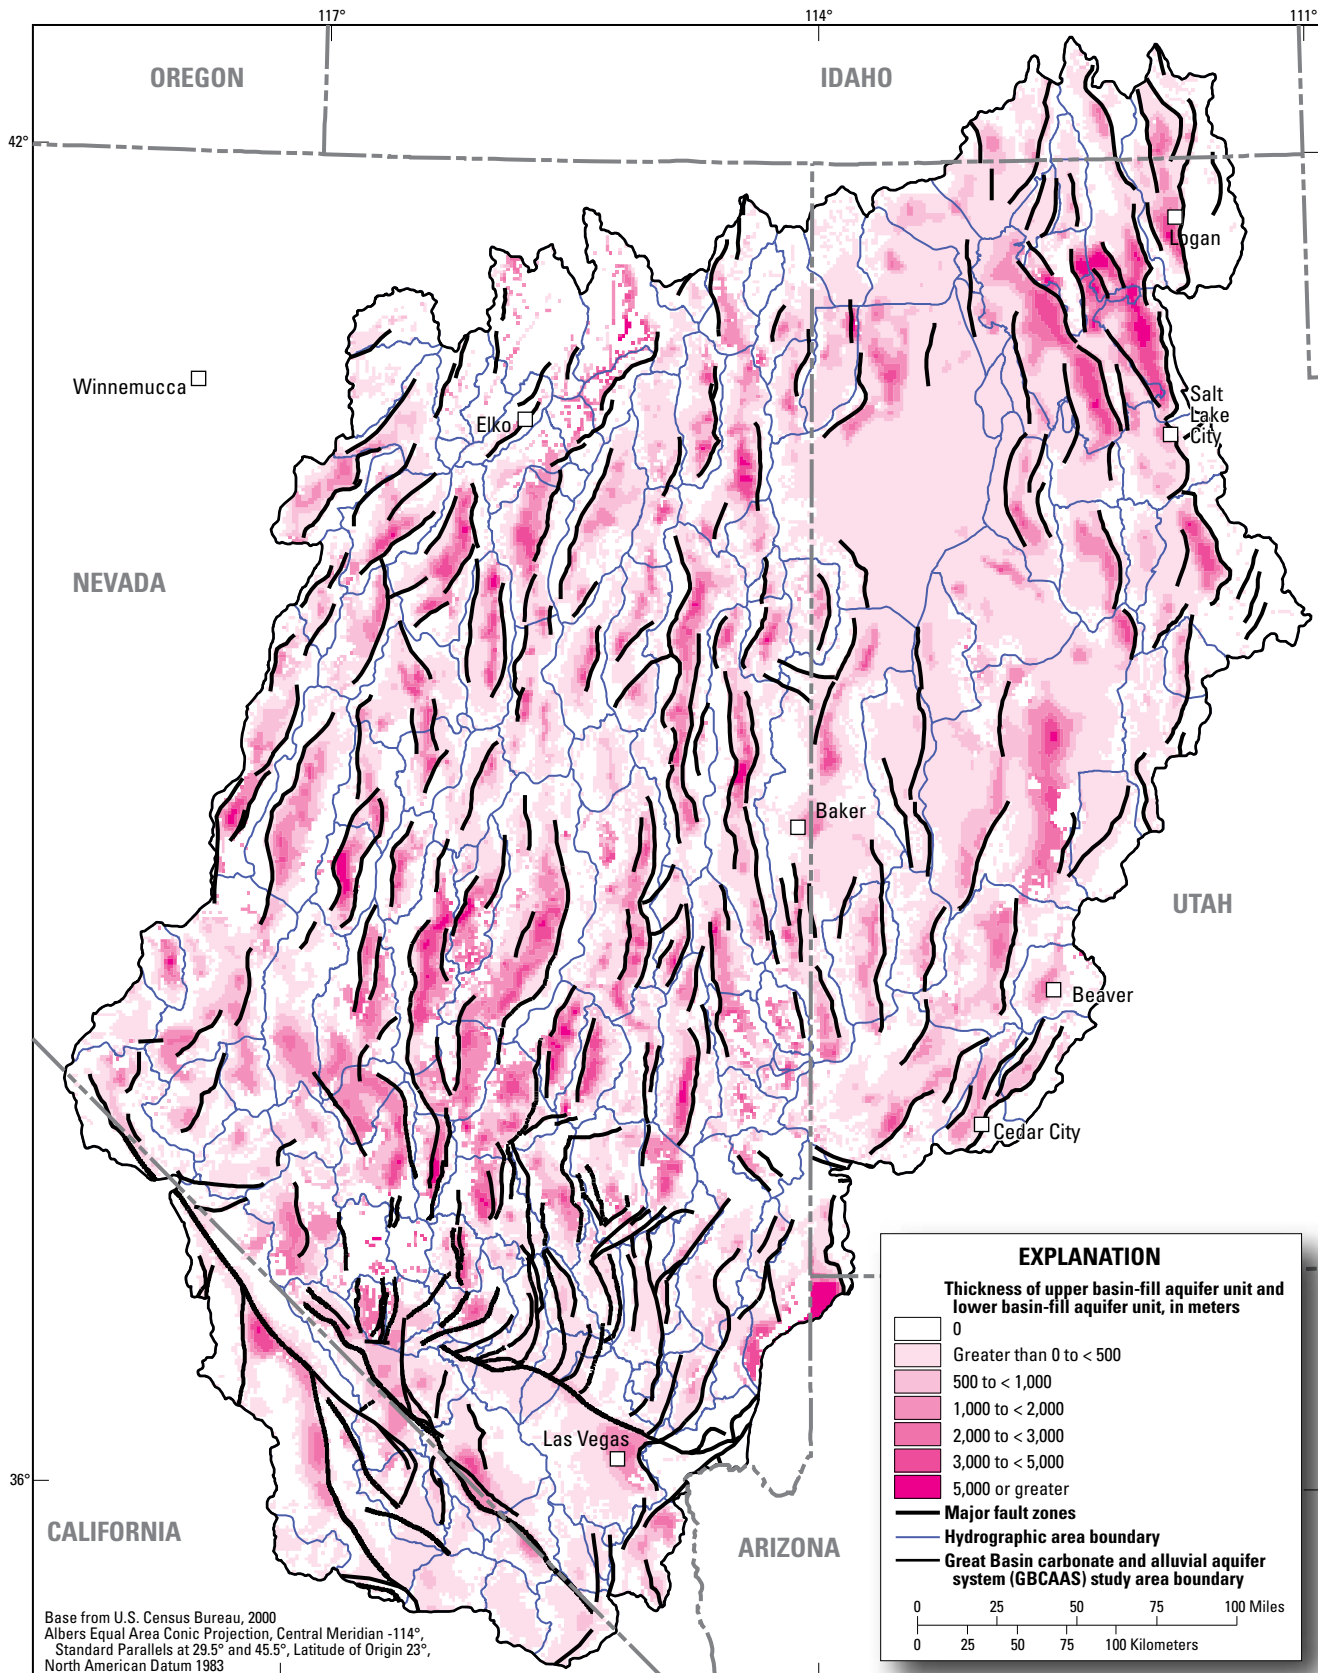 117°
114°
111°
OREGON
IDAHO
42°
Logan
Winnemucca
Salt
Lake
City
Elko
NEVADA
Baker
UTAH
Beaver
Cedar City
Las Vegas
36°
CALIFORNIA
ARIZONA
EXPLANATION
Thickness of upper basin-fill aquifer unit and
lower basin-fill aquifer unit, in meters
0
Greater than 0 to < 500
500 to < 1,000
1,000 to < 2,000
2,000 to < 3,000
3,000 to < 5,000
5,000 or greater
Major fault zones
Hydrographic area boundary
Great Basin carbonate and alluvial aquifer
system (GBCAAS) study area boundary
0 25 50 75 100 Miles
0 25 50 75 100 Kilometers
Base from U.S. Census Bureau, 2000
Albers Equal Area Conic Projection, Central Meridian -114°,
Standard Parallels at 29.5° and 45.5°, Latitude of Origin 23°,
North American Datum 1983